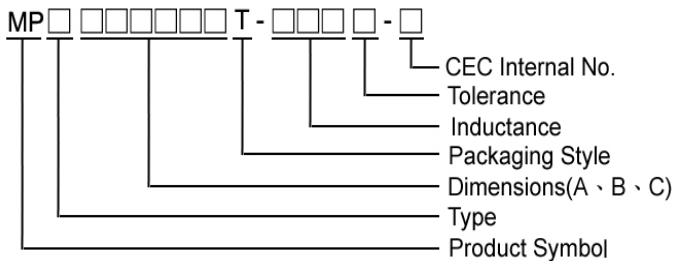 MP□ □□□□□□ T - □□□ □ - □
CEC Internal No.
Tolerance
Inductance
Packaging Style
Dimensions(A、B、C)
Type
Product Symbol